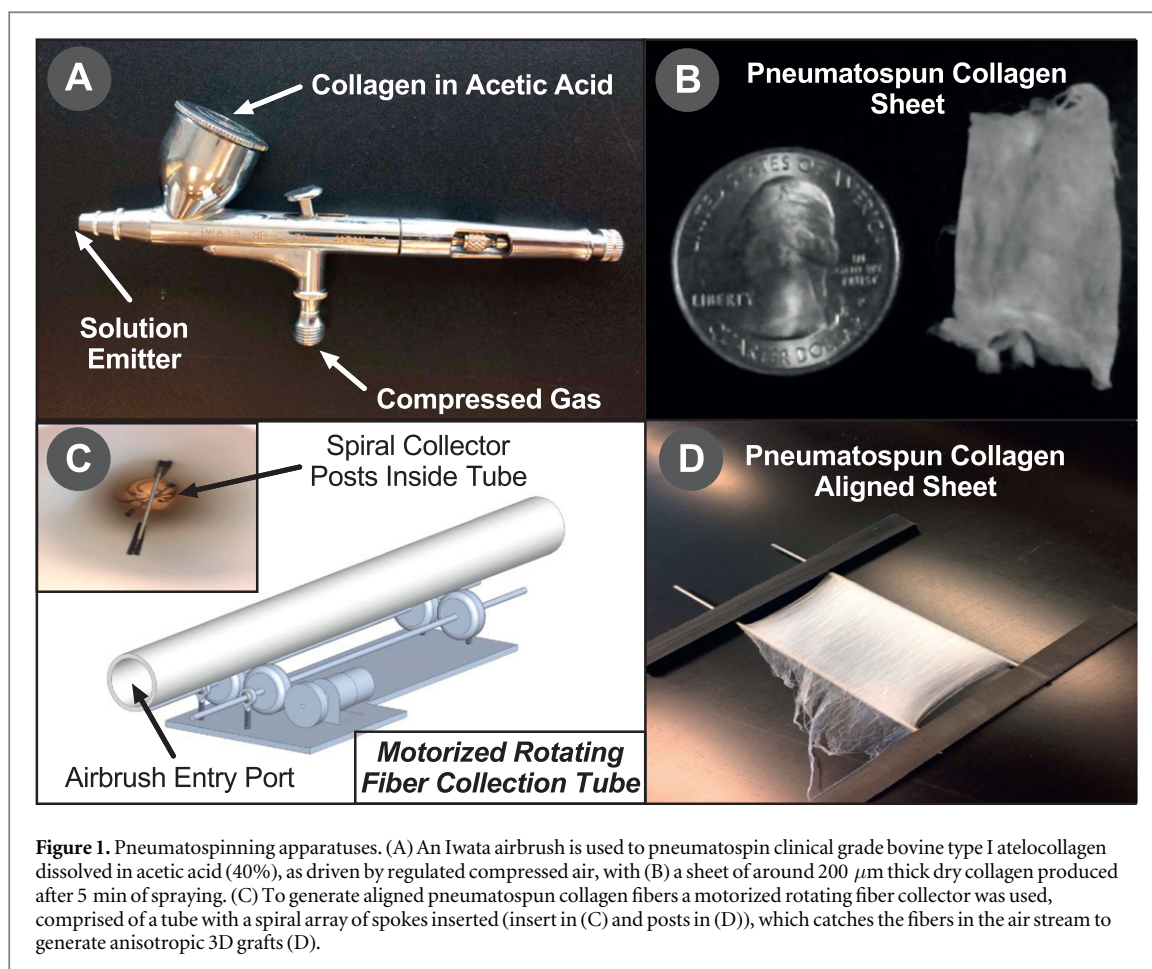 A
Collagen in Acetic Acid
Solution
Emitter
Compressed Gas
B
Pneumatospun Collagen
Sheet
LIBERTY
QUARTER DOLLAR
C
Spiral Collector
Posts Inside Tube
Airbrush Entry Port
Motorized Rotating
Fiber Collection Tube
D
Pneumatospun Collagen
Aligned Sheet
Figure 1. Pneumatospinning apparatuses. (A) An Iwata airbrush is used to pneumatospin clinical grade bovine type I atelocollagen
dissolved in acetic acid (40%), as driven by regulated compressed air, with (B) a sheet of around 200 μm thick dry collagen produced
after 5 min of spraying. (C) To generate aligned pneumatospun collagen fibers a motorized rotating fiber collector was used,
comprised of a tube with a spiral array of spokes inserted (insert in (C) and posts in (D)), which catches the fibers in the air stream to
generate anisotropic 3D grafts (D).